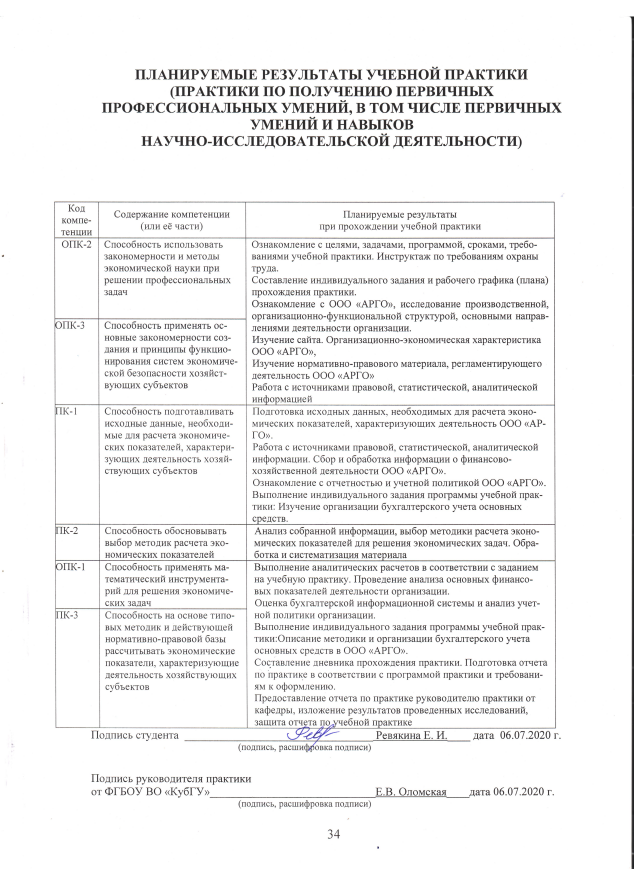 ПЛАНИРУЕМЫЕ РЕЗУЛЬТАТЫ УЧЕБНОЙ ПРАКТИКИ
(ПРАКТИКИ ПО ПОЛУЧЕНИЮ ПЕРВИЧНЫХ
ПРОФЕССИОНАЛЬНЫХ УМЕНИЙ, В ТОМ ЧИСЛЕ ПЕРВИЧНЫХ
УМЕНИЙ И НАВЫКОВ
НАУЧНО-ИССЛЕДОВАТЕЛЬСКОЙ ДЕЯТЕЛЬНОСТИ)
Код
компе-
тенции
Содержание компетенции
(или её части)
Планируемые результаты
при прохождении учебной практики
ОПК-2
Способность использовать
закономерности и методы
экономической науки при
решении профессиональных
задач
Ознакомление с целями, задачами, программой, сроками, требо-
ваниями учебной практики. Инструктаж по требованиям охраны
труда.
Составление индивидуального задания и рабочего графика (плана)
прохождения практики.
Ознакомление с ООО «АРГО», исследование производственной,
организационно-функциональной структурой, основными направ-
лениями деятельности организации.
Изучение сайта. Организационно-экономическая характеристика
ООО «АРГО»,
Изучение нормативно-правового материала, регламентирующего
деятельность ООО «АРГО»
Работа с источниками правовой, статистической, аналитической
информацией
ОПК-3
Способность применять ос-
новные закономерности соз-
дания и принципы функцио-
нирования систем экономиче-
ской безопасности хозяйст-
вующих субъектов
ПК-1
Способность подготавливать
исходные данные, необходи-
мые для расчета экономиче-
ских показателей, характери-
зующих деятельность хозяй-
ствующих субъектов
Подготовка исходных данных, необходимых для расчета эконо-
мических показателей, характеризующих деятельность ООО «АР-
ГО».
Работа с источниками правовой, статистической, аналитической
информации. Сбор и обработка информации о финансово-
хозяйственной деятельности ООО «АРГО».
Ознакомление с отчетностью и учетной политикой ООО «АРГО».
Выполнение индивидуального задания программы учебной прак-
тики: Изучение организации бухгалтерского учета основных
средств.
ПК-2
Способность обосновывать
выбор методик расчета эко-
номических показателей
Анализ собранной информации, выбор методики расчета эконо-
мических показателей для решения экономических задач. Обра-
ботка и систематизация материала
ОПК-1
Способность применять ма-
тематический инструмента-
рий для решения экономиче-
ских задач
Выполнение аналитических расчетов в соответствии с заданием
на учебную практику. Проведение анализа основных финансо-
вых показателей деятельности организации.
Оценка бухгалтерской информационной системы и анализ учет-
ной политики организации.
Выполнение индивидуального задания программы учебной прак-
тики:Описание методики и организации бухгалтерского учета
основных средств в ООО «АРГО».
Составление дневника прохождения практики. Подготовка отчета
по практике в соответствии с программой практики и требовани-
ям к оформлению.
Предоставление отчета по практике руководителю практики от
кафедры, изложение результатов проведенных исследований,
защита отчета по учебной практике
ПК-3
Способность на основе типо-
вых методик и действующей
нормативно-правовой базы
рассчитывать экономические
показатели, характеризующие
деятельность хозяйствующих
субъектов
Подпись студента Ревякина Е. И. дата 06.07.2020 г.
(подпись, расшифровка подписи)
Подпись руководителя практики
от ФГБОУ ВО «КубГУ» Е.В. Оломская дата 06.07.2020 г.
(подпись, расшифровка подписи)
34